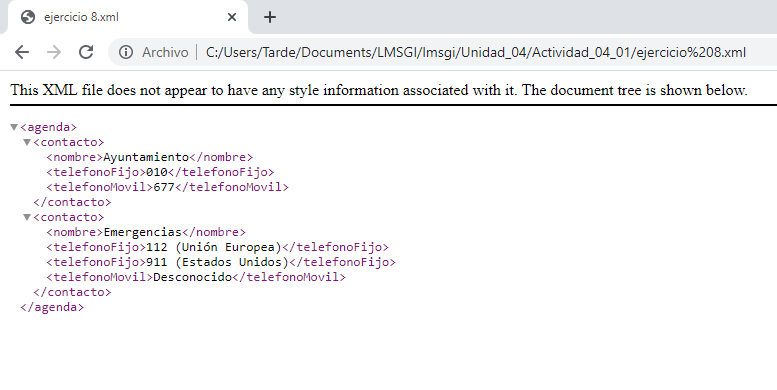 ejercicio 8.xml
Archivo C:/Users/Tarde/Documents/LMSGI/lmsgi/Unidad_04/Actividad_04_01/ejercicio%208.xml
This XML file does not appear to have any style information associated with it. The document tree is shown below.
<agenda>
<contacto>
<nombre>Ayuntamiento</nombre>
<telefonoFijo>010</telefonoFijo>
<telefonoMovil>677</telefonoMovil>
</contacto>
<contacto>
<nombre>Emergencias</nombre>
<telefonoFijo>112 (Unión Europea)</telefonoFijo>
<telefonoFijo>911 (Estados Unidos)</telefonoFijo>
<telefonoMovil>Desconocido</telefonoMovil>
</contacto>
</agenda>